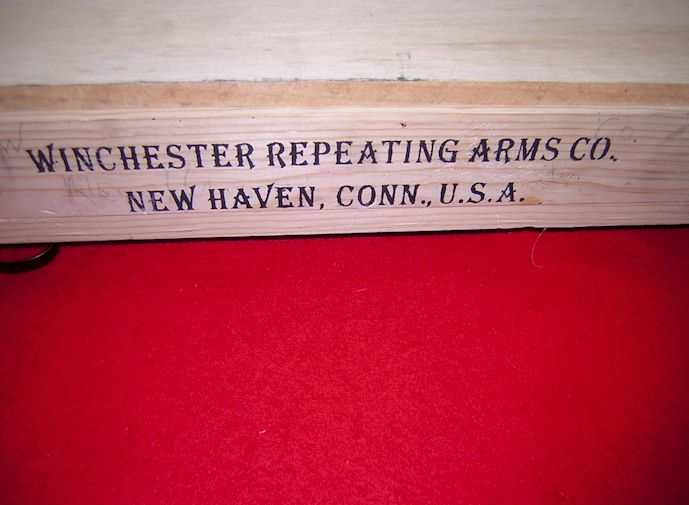 WINCHESTER REPEATING ARMS CO.
NEW HAVEN, CONN., U.S.A.